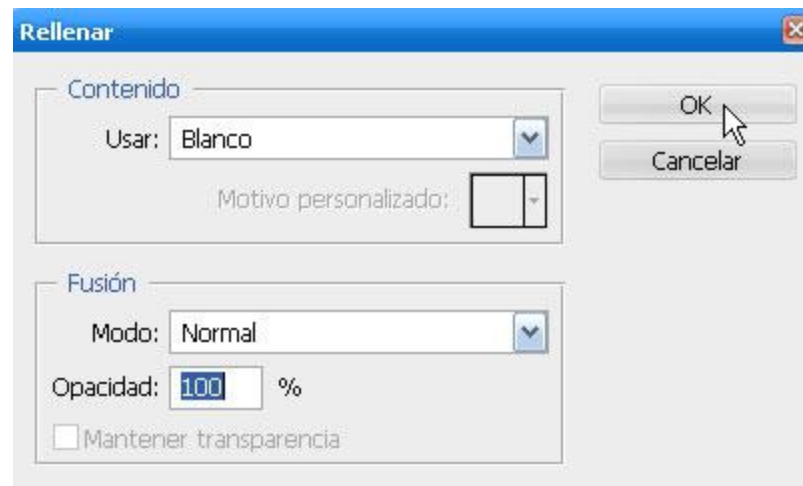 Rellenar
Contenido
Usar: Blanco
Motivo personalizado:
OK
Cancelar
Fusión
Modo: Normal
Opacidad: 100 %
Mantener transparencia